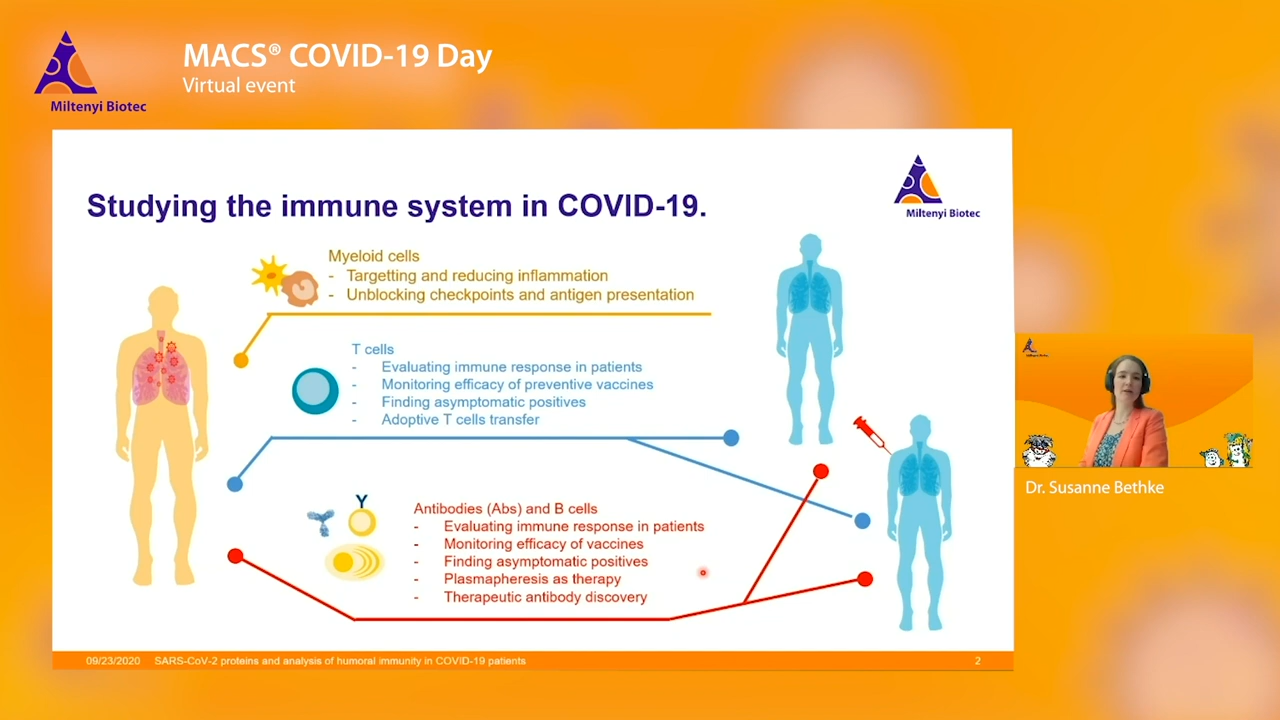 MACS® COVID-19 Day
Virtual event
Miltenyi Biotec
Studying the immune system in COVID-19.
Miltenyi Biotec
Myeloid cells
- Targetting and reducing inflammation
- Unblocking checkpoints and antigen presentation
T cells
- Evaluating immune response in patients
- Monitoring efficacy of preventive vaccines
- Finding asymptomatic positives
- Adoptive T cells transfer
Antibodies (Abs) and B cells
- Evaluating immune response in patients
- Monitoring efficacy of vaccines
- Finding asymptomatic positives
- Plasmapheresis as therapy
- Therapeutic antibody discovery
Dr. Susanne Bethke
09/23/2020 SARS-CoV-2 proteins and analysis of humoral immunity in COVID-19 patients 2